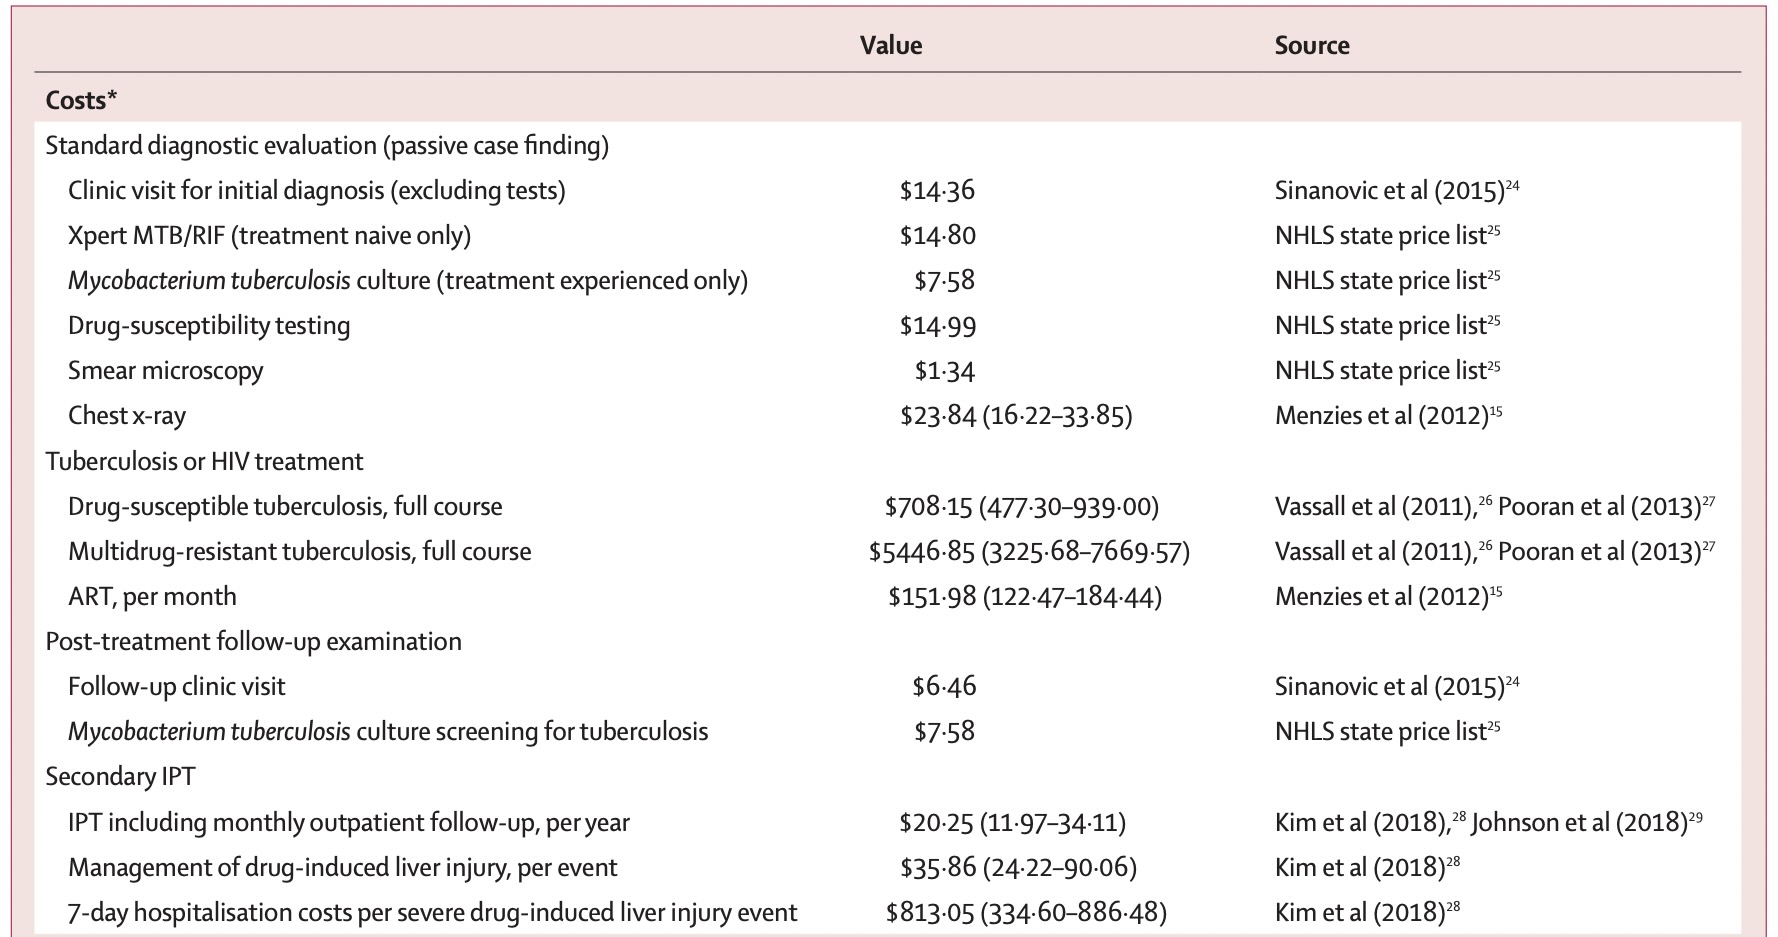 Value Source
Costs*
Standard diagnostic evaluation (passive case finding)
Clinic visit for initial diagnosis (excluding tests) $14·36 Sinanovic et al (2015)24
Xpert MTB/RIF (treatment naive only) $14·80 NHLS state price list25
Mycobacterium tuberculosis culture (treatment experienced only) $7·58 NHLS state price list25
Drug-susceptibility testing $14·99 NHLS state price list25
Smear microscopy $1·34 NHLS state price list25
Chest x-ray $23·84 (16·22–33·85) Menzies et al (2012)15
Tuberculosis or HIV treatment
Drug-susceptible tuberculosis, full course $708·15 (477·30–939·00) Vassall et al (2011),26 Pooran et al (2013)27
Multidrug-resistant tuberculosis, full course $5446·85 (3225·68–7669·57) Vassall et al (2011),26 Pooran et al (2013)27
ART, per month $151·98 (122·47–184·44) Menzies et al (2012)15
Post-treatment follow-up examination
Follow-up clinic visit $6·46 Sinanovic et al (2015)24
Mycobacterium tuberculosis culture screening for tuberculosis $7·58 NHLS state price list25
Secondary IPT
IPT including monthly outpatient follow-up, per year $20·25 (11·97–34·11) Kim et al (2018),28 Johnson et al (2018)29
Management of drug-induced liver injury, per event $35·86 (24·22–90·06) Kim et al (2018)28
7-day hospitalisation costs per severe drug-induced liver injury event $813·05 (334·60–886·48) Kim et al (2018)28